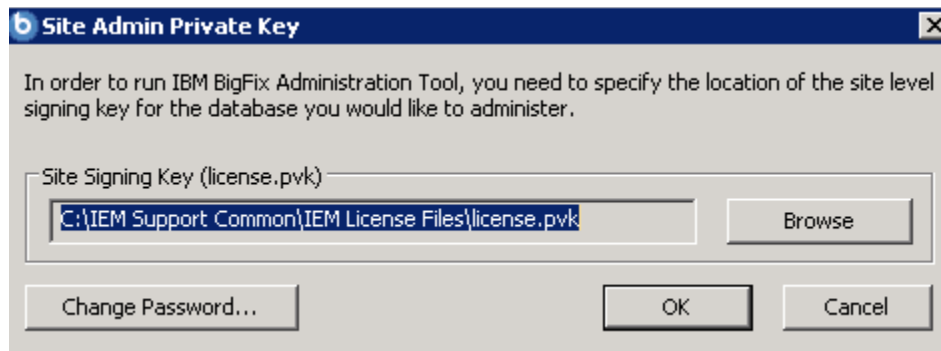 Site Admin Private Key
In order to run IBM BigFix Administration Tool, you need to specify the location of the site level
signing key for the database you would like to administer.
Site Signing Key (license.pvk)
C:\IEM Support Common\IEM License Files\license.pvk
Browse
Change Password...
OK
Cancel